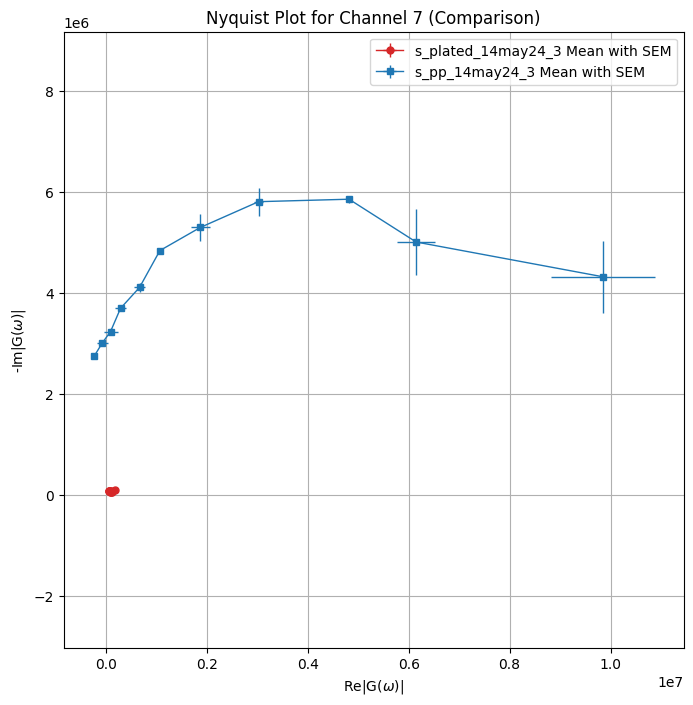 Nyquist Plot for Channel 7 (Comparison)
1e6
s_plated_14may24_3 Mean with SEM
s_pp_14may24_3 Mean with SEM
8
6
4
2
0
−2
-Im|G(ω)|
0.0 0.2 0.4 0.6 0.8 1.0
1e7
Re|G(ω)|